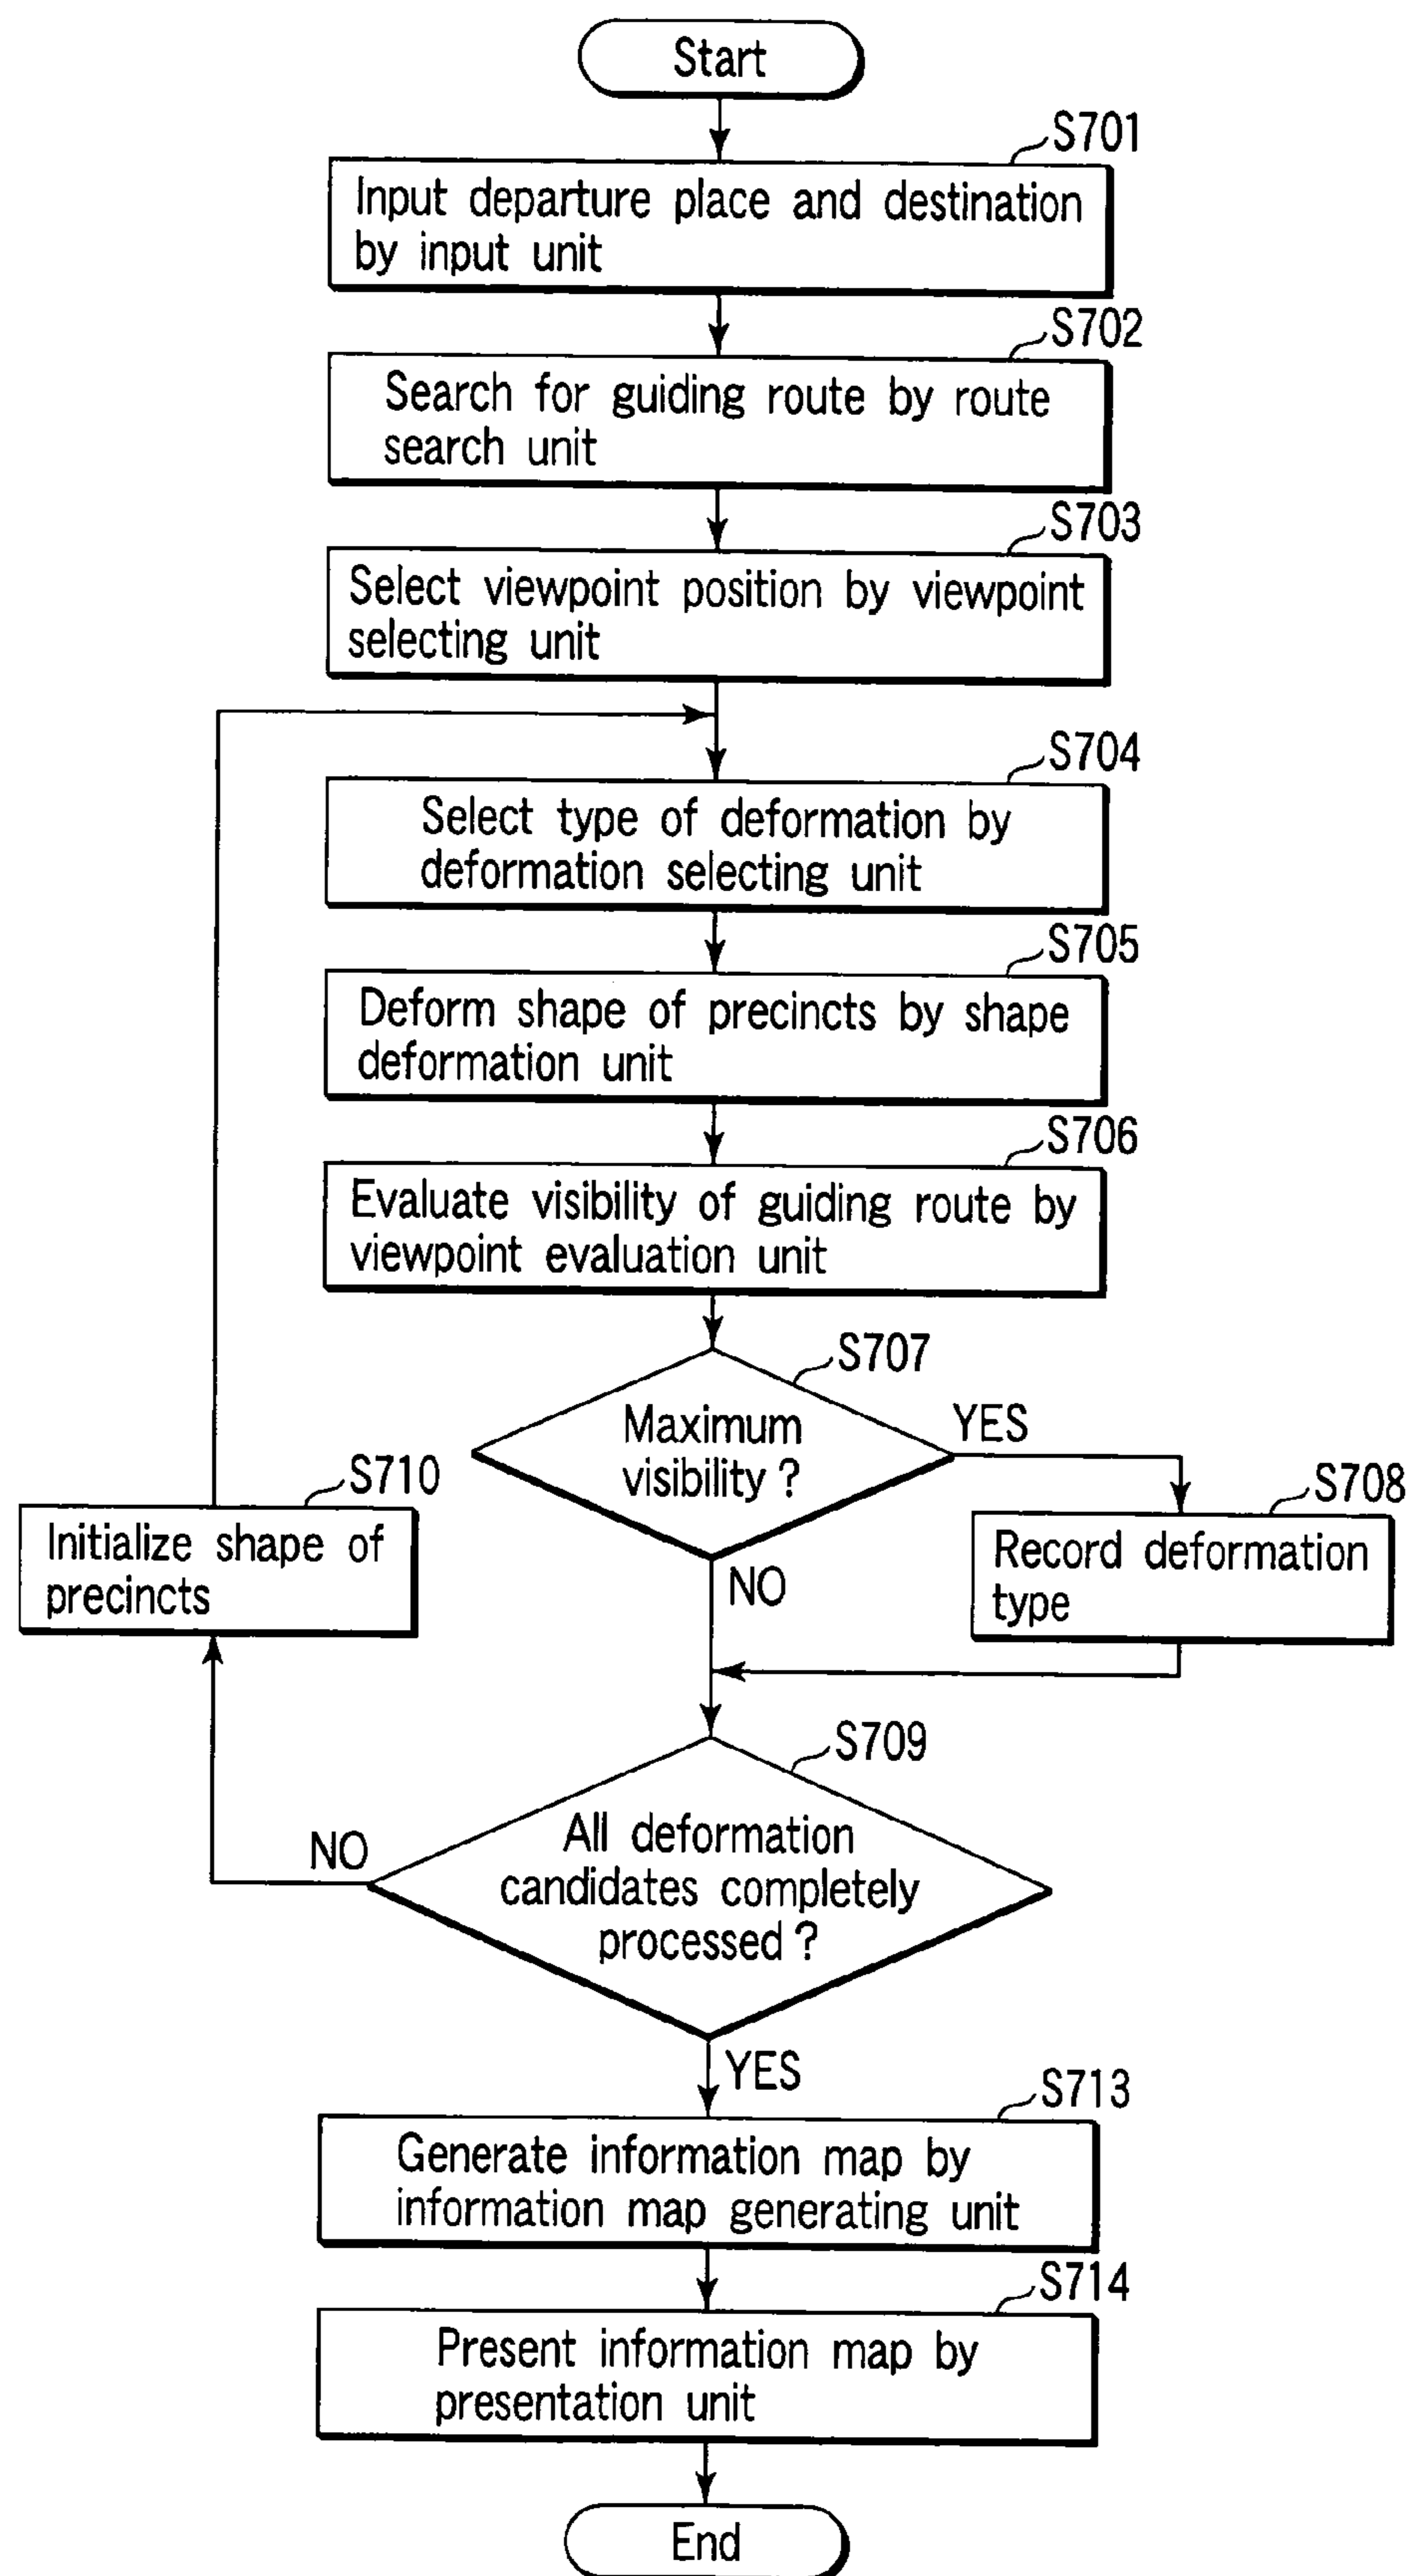 Start
S701
Input departure place and destination
by input unit
S702
Search for guiding route by route
search unit
S703
Select viewpoint position by viewpoint
selecting unit
S704
Select type of deformation by
deformation selecting unit
S705
Deform shape of precincts by shape
deformation unit
S706
Evaluate visibility of guiding route by
viewpoint evaluation unit
S707
Maximum
visibility ?
YES
NO
S708
Record deformation
type
S710
Initialize shape of
precincts
S709
All deformation
candidates completely
processed ?
NO
YES
S713
Generate information map by
information map generating unit
S714
Present information map by
presentation unit
End